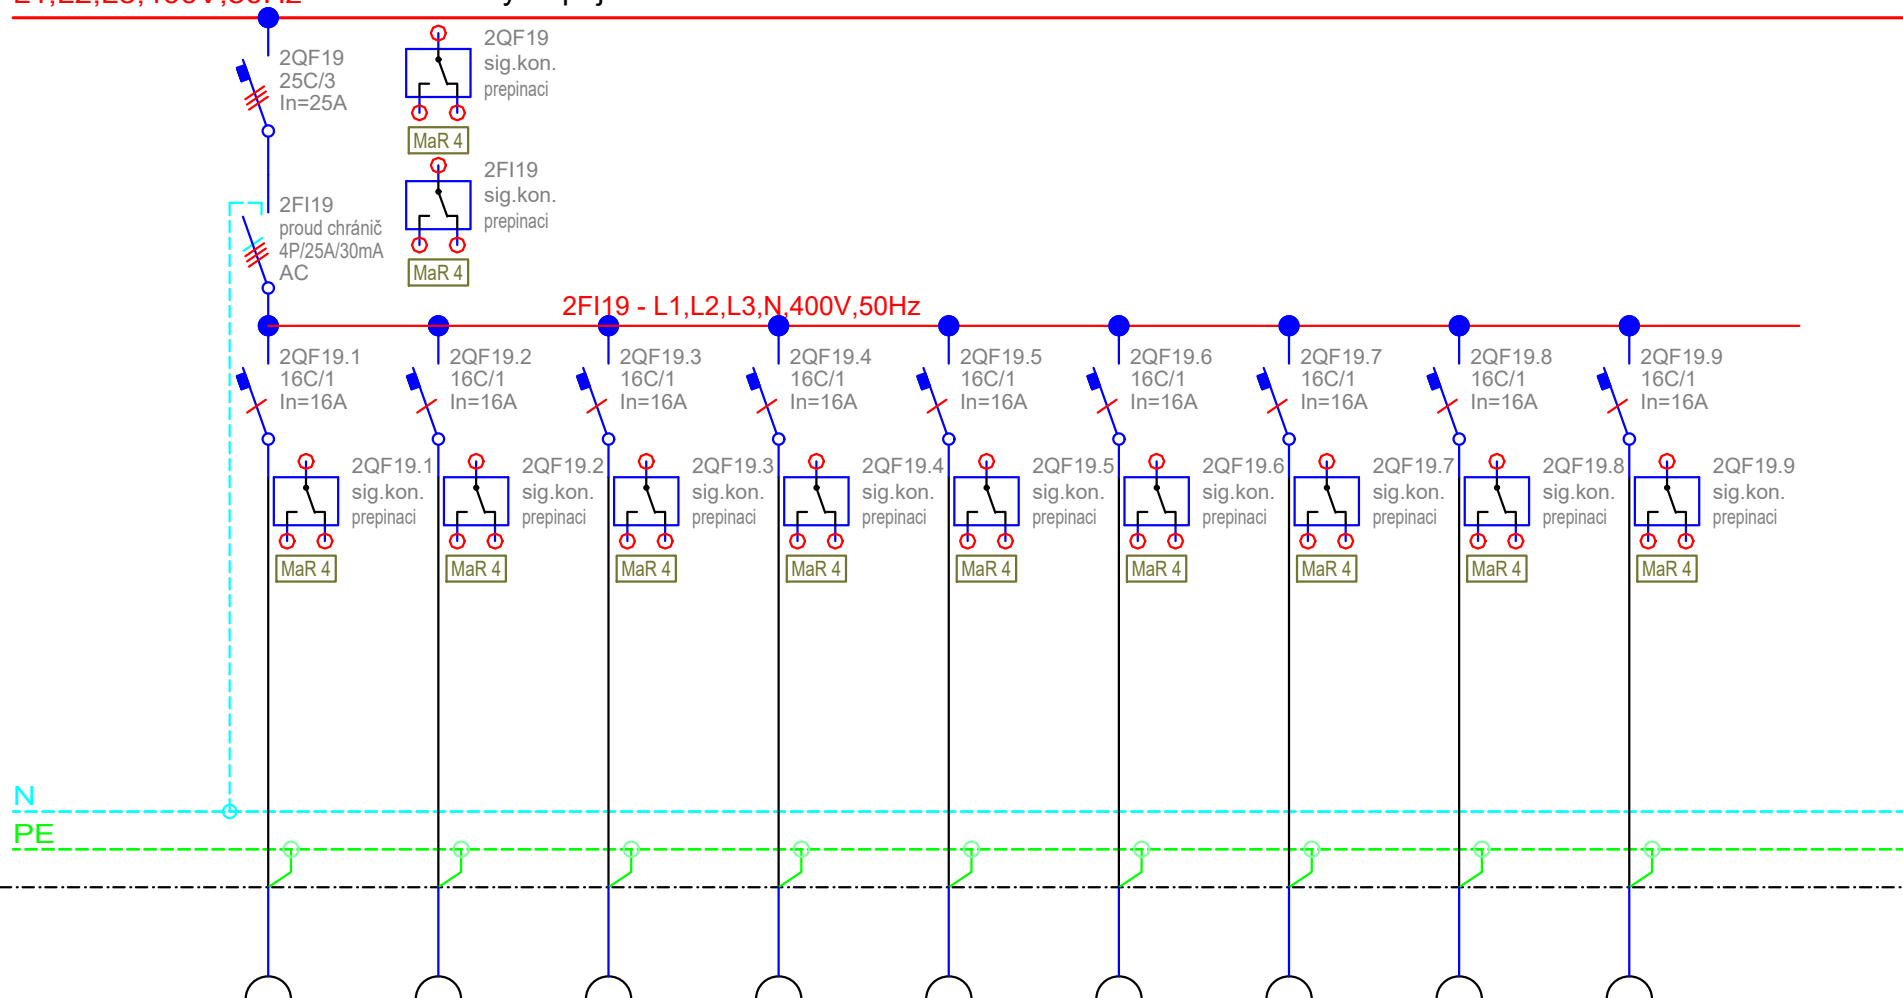 2QF19
25C/3
In=25A
2QF19
sig.kon.
prepinaci
MaR 4
2FI19
proud chránič
4P/25A/30mA
AC
2FI19
sig.kon.
prepinaci
MaR 4
2FI19 - L1,L2,L3,N,400V,50Hz
2QF19.1
16C/1
In=16A
2QF19.2
16C/1
In=16A
2QF19.3
16C/1
In=16A
2QF19.4
16C/1
In=16A
2QF19.5
16C/1
In=16A
2QF19.6
16C/1
In=16A
2QF19.7
16C/1
In=16A
2QF19.8
16C/1
In=16A
2QF19.9
16C/1
In=16A
2QF19.1
sig.kon.
prepinaci
MaR 4
2QF19.2
sig.kon.
prepinaci
MaR 4
2QF19.3
sig.kon.
prepinaci
MaR 4
2QF19.4
sig.kon.
prepinaci
MaR 4
2QF19.5
sig.kon.
prepinaci
MaR 4
2QF19.6
sig.kon.
prepinaci
MaR 4
2QF19.7
sig.kon.
prepinaci
MaR 4
2QF19.8
sig.kon.
prepinaci
MaR 4
2QF19.9
sig.kon.
prepinaci
MaR 4
N
PE